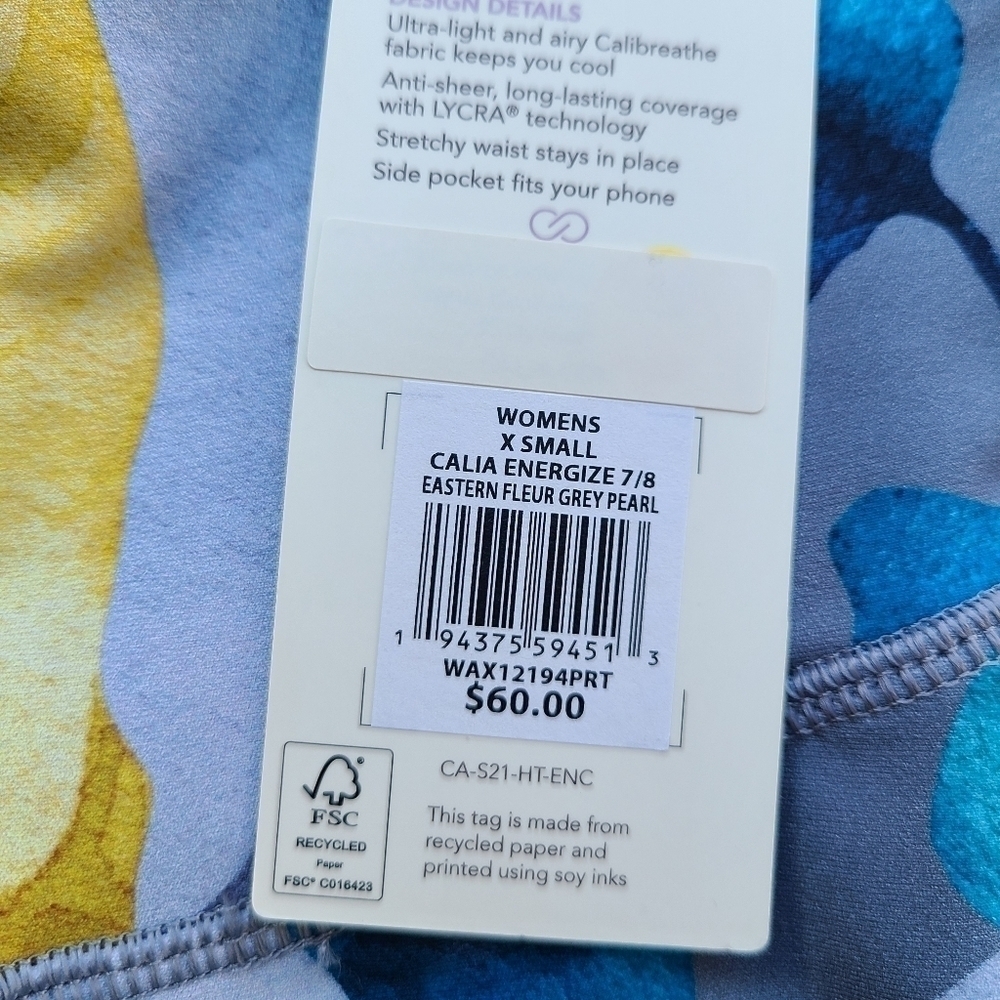 DESIGN DETAILS
Ultra-light and airy Calibreathe
fabric keeps you cool
Anti-sheer, long-lasting coverage
with LYCRA® technology
Stretchy waist stays in place
Side pocket fits your phone
WOMENS
X SMALL
CALIA ENERGIZE 7/8
EASTERN FLEUR GREY PEARL
1 94375 59451 3
WAX12194PRT
$60.00
CA-S21-HT-ENC
This tag is made from
recycled paper and
printed using soy inks
FSC
RECYCLED
Paper
FSC® C016423